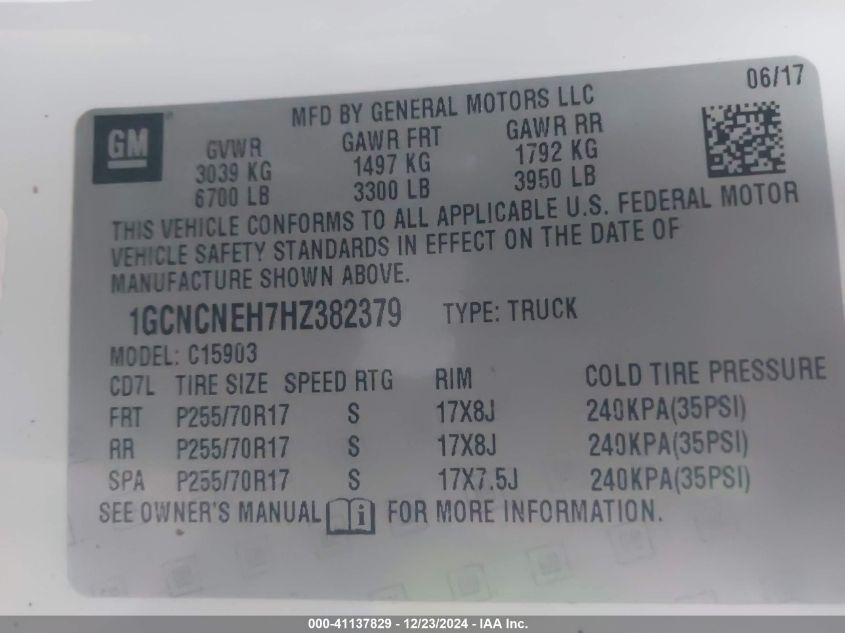 06/17
GM
MFD BY GENERAL MOTORS LLC
GVWR GAWR FRT GAWR RR
3039 KG 1497 KG 1792 KG
6700 LB 3300 LB 3950 LB
THIS VEHICLE CONFORMS TO ALL APPLICABLE U.S. FEDERAL MOTOR
VEHICLE SAFETY STANDARDS IN EFFECT ON THE DATE OF
MANUFACTURE SHOWN ABOVE.
1GCNCNEH7HZ382379 TYPE: TRUCK
MODEL: C15903
CD7L TIRE SIZE SPEED RTG RIM COLD TIRE PRESSURE
FRT P255/70R17 S 17X8J 240KPA(35PSI)
RR P255/70R17 S 17X8J 240KPA(35PSI)
SPA P255/70R17 S 17X7.5J 240KPA(35PSI)
SEE OWNER'S MANUAL i FOR MORE INFORMATION.
000-41137829 - 12/23/2024 - IAA Inc.